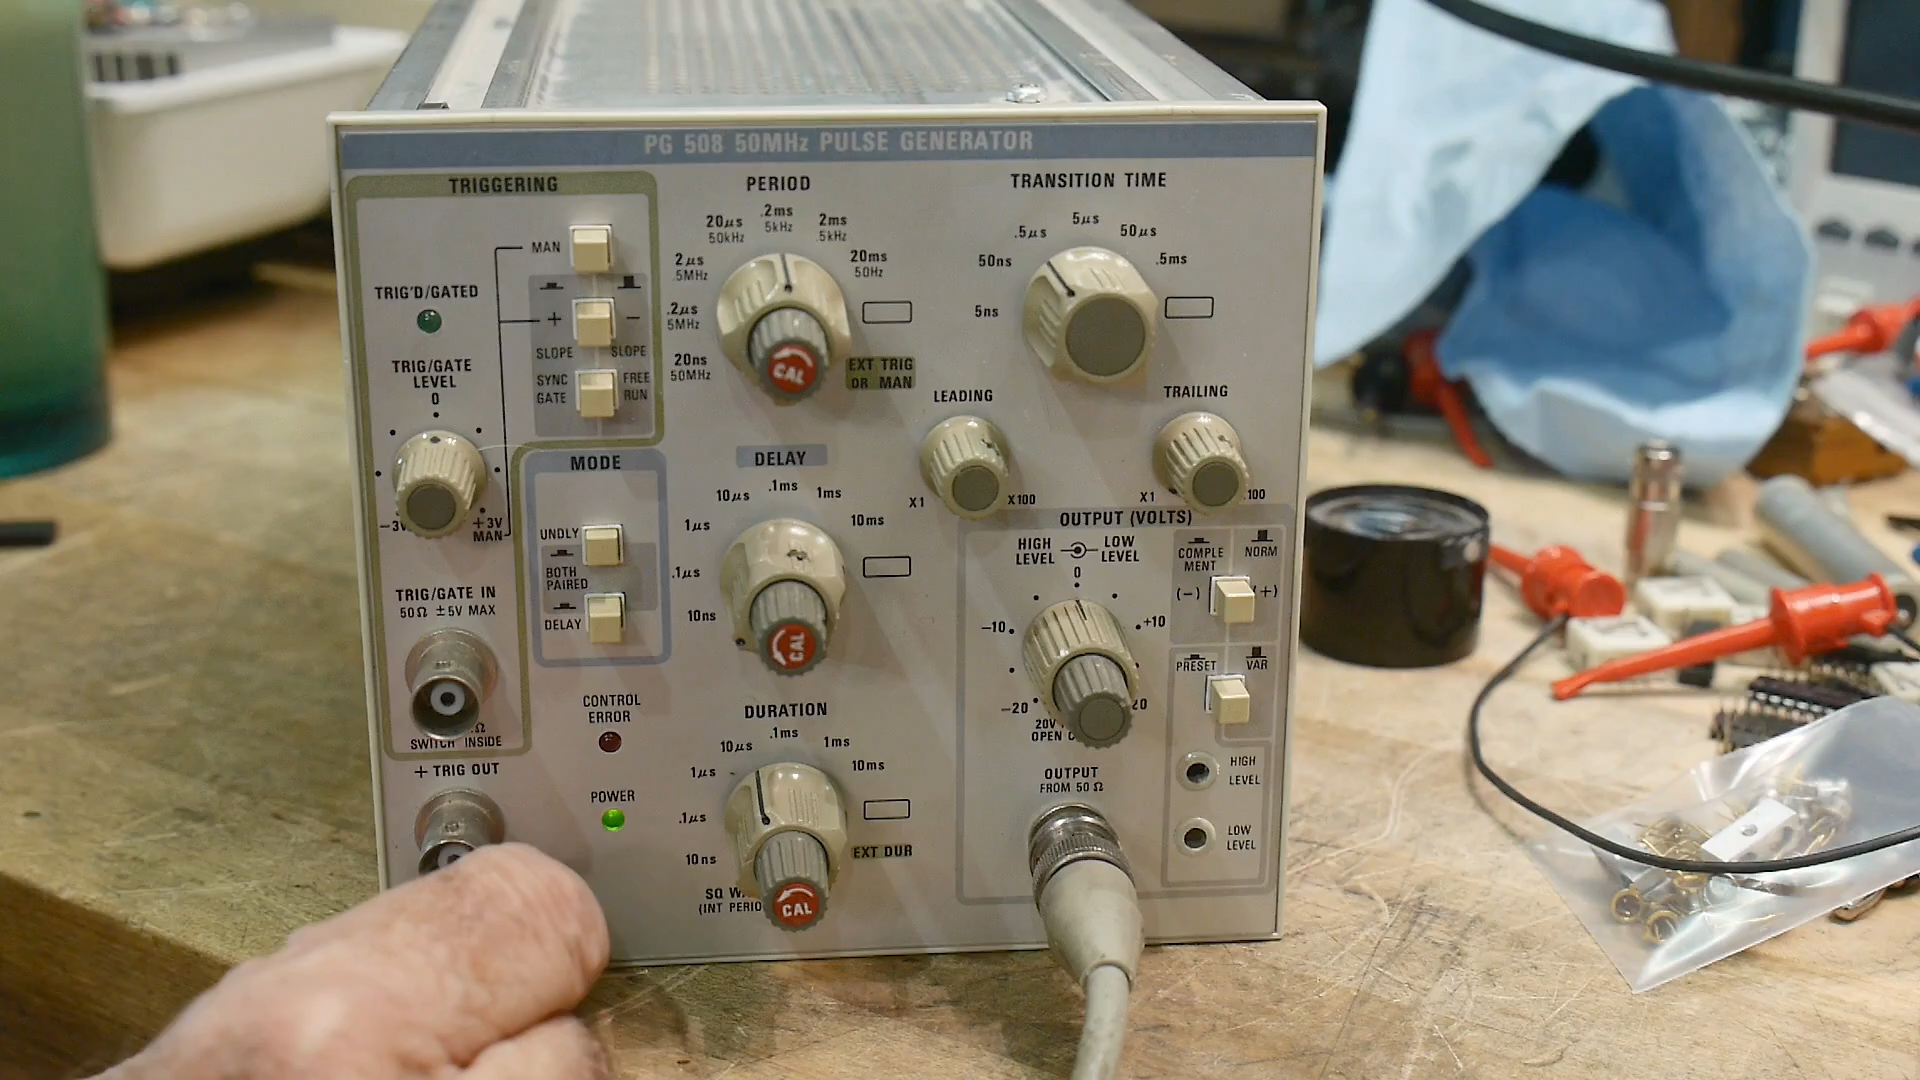 PG 508 50MHz PULSE GENERATOR
TRIGGERING
MAN
TRIG'D/GATED
+ −
SLOPE SLOPE
TRIG/GATE
LEVEL
0
SYNC FREE
GATE RUN
−3V +3V
MAN
TRIG/GATE IN
50Ω ±5V MAX
SWITCH INSIDE
+ TRIG OUT
MODE
UNDLY
BOTH
PAIRED
DELAY
CONTROL
ERROR
POWER
PERIOD
.2ms
5kHz
20µs 2ms
50kHz .5kHz
2µs 20ms
.5MHz 50Hz
.2µs
5MHz
20ns
50MHz
EXT TRIG
OR MAN
CAL
DELAY
.1ms
10µs 1ms
1µs 10ms
.1µs
10ns
CAL
DURATION
.1ms
10µs 1ms
1µs 10ms
.1µs
10ns EXT DUR
SQ
(INT
CAL
TRANSITION TIME
5µs
.5µs 50µs
50ns .5ms
5ns
LEADING TRAILING
X1 X100 X1 100
OUTPUT (VOLTS)
HIGH LOW
LEVEL LEVEL
0
−10 +10
−20 20
20V
OPEN
COMPLE NORM
MENT
(−) (+)
PRESET VAR
HIGH
LEVEL
LOW
LEVEL
OUTPUT
FROM 50 Ω